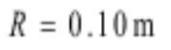 R = 0.10 m